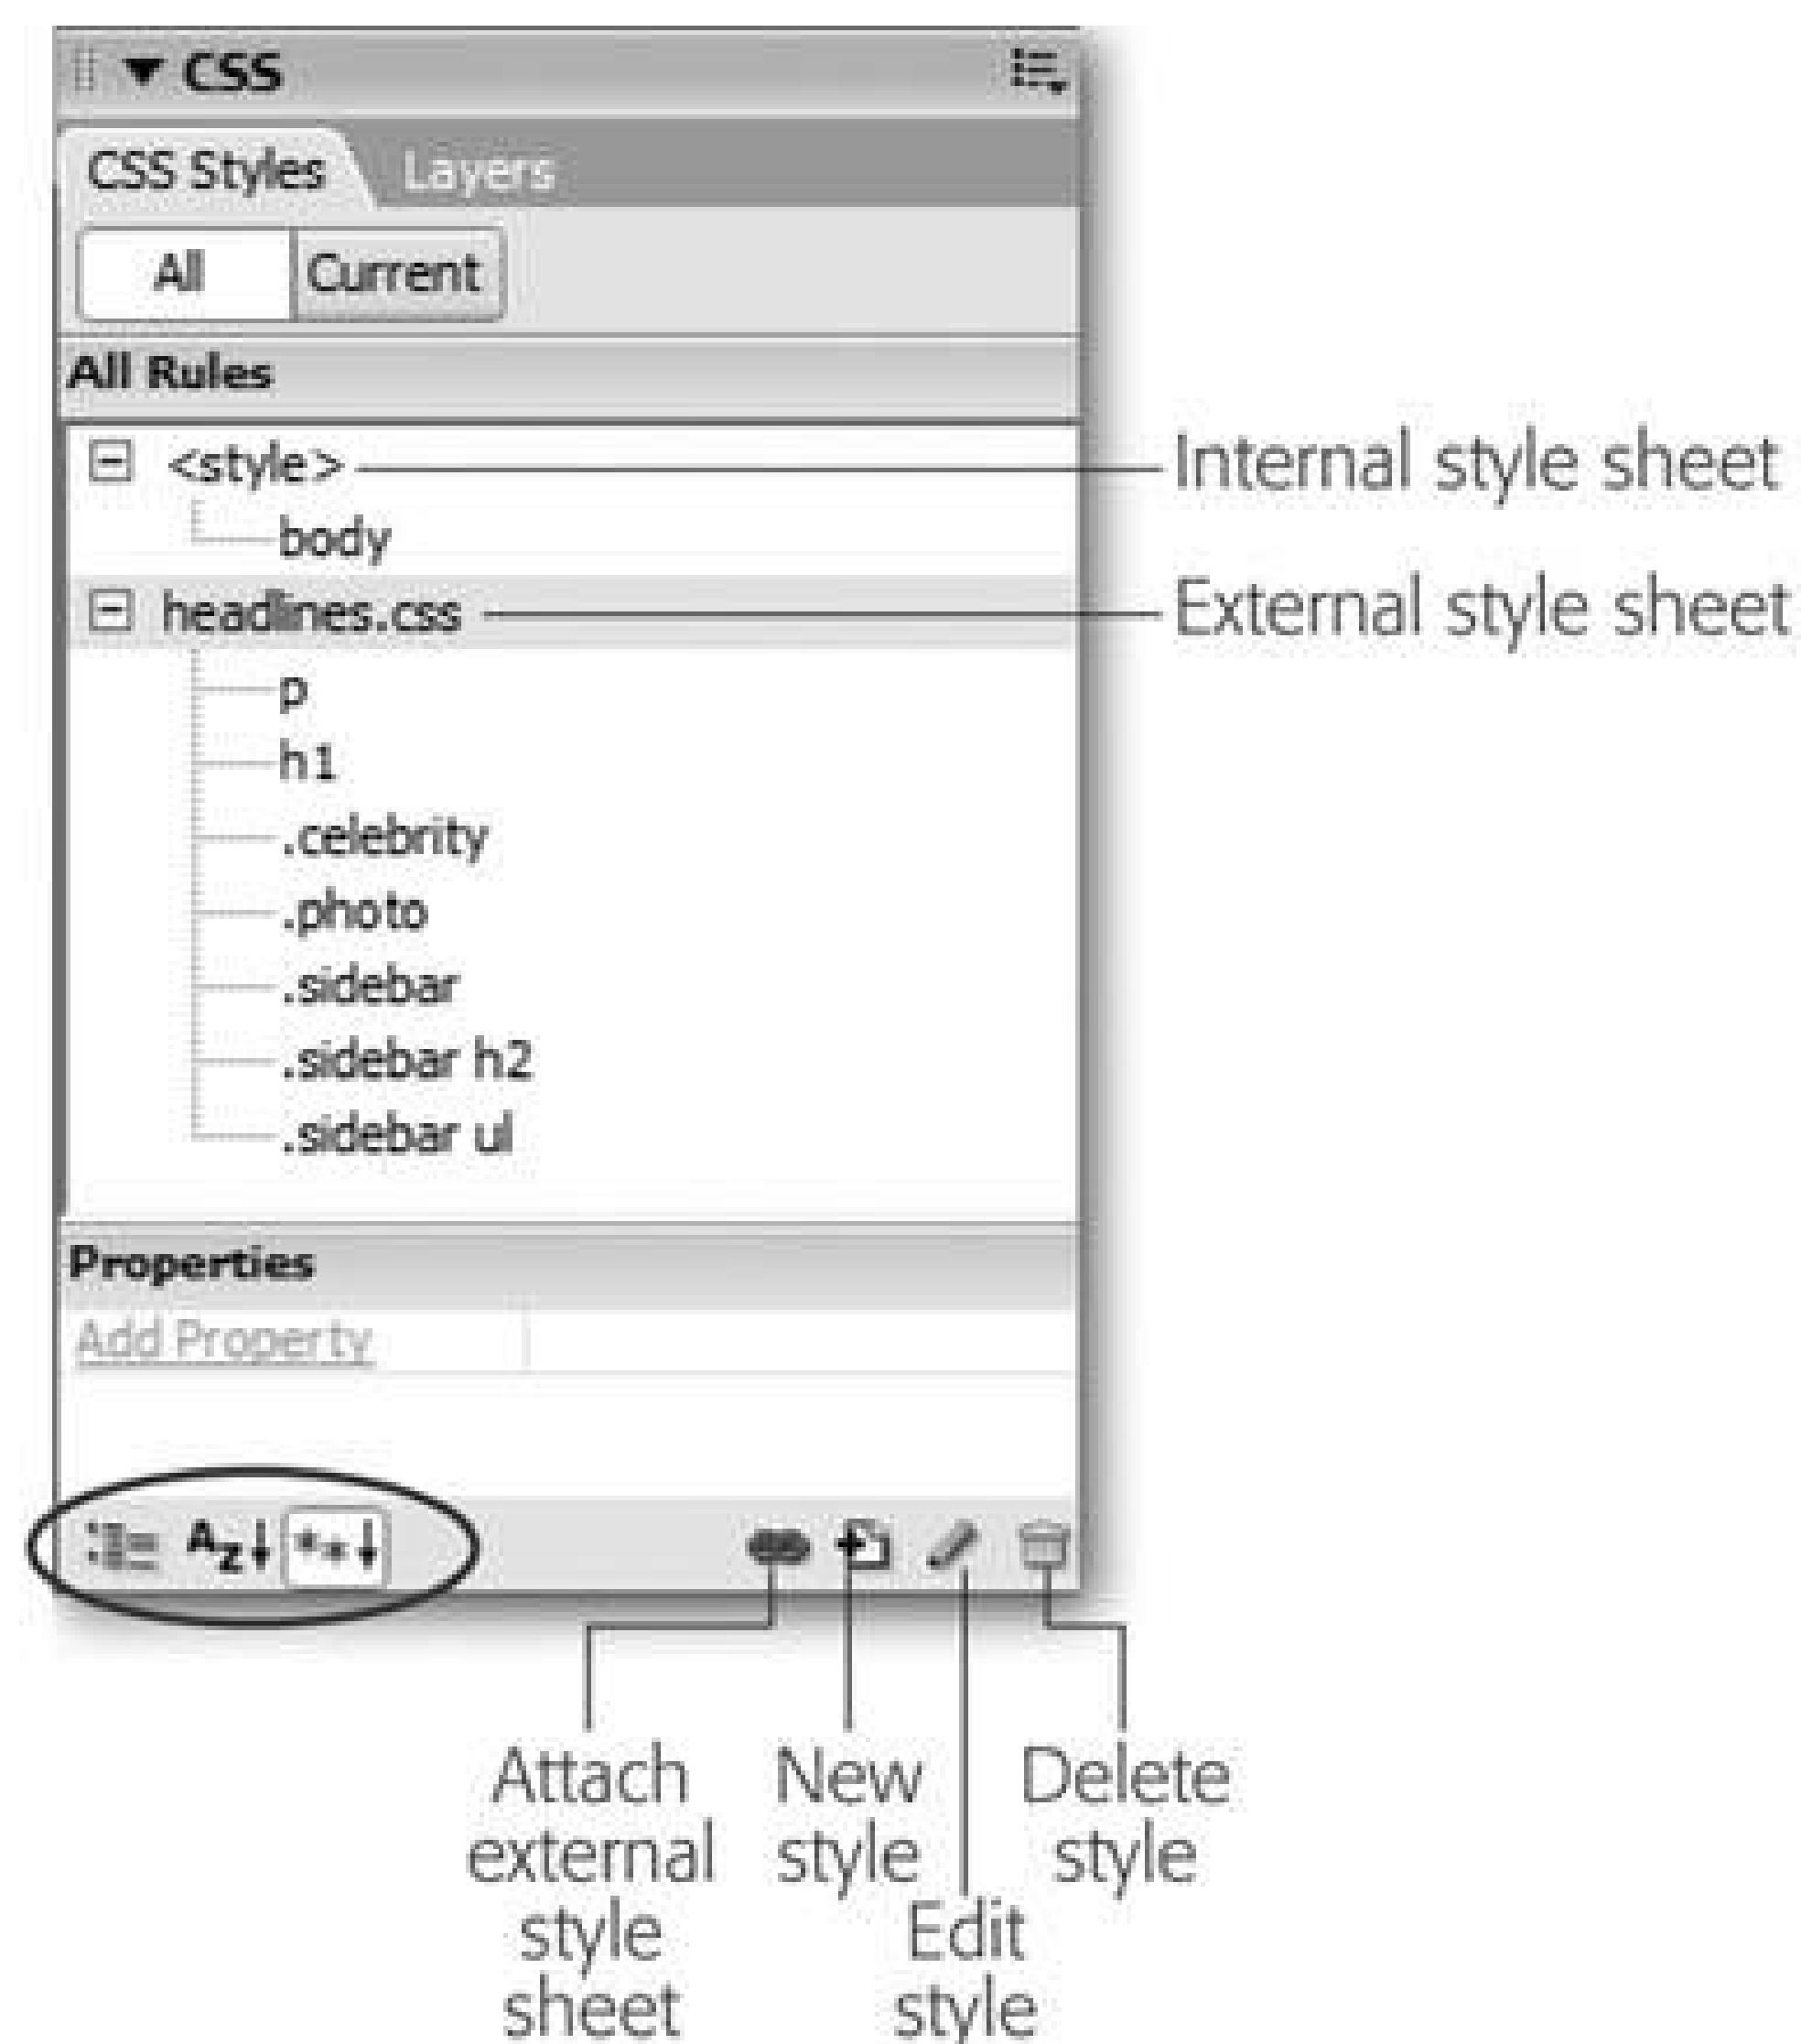 CSS
CSS Styles Layers
All Current
All Rules
<style>
Internal style sheet
body
headlines.css
External style sheet
p
h1
.celebrity
.photo
.sidebar
.sidebar h2
.sidebar ul
Properties
Add Property
AZ
Attach
external
style
sheet
New
style
Edit
style
Delete
style